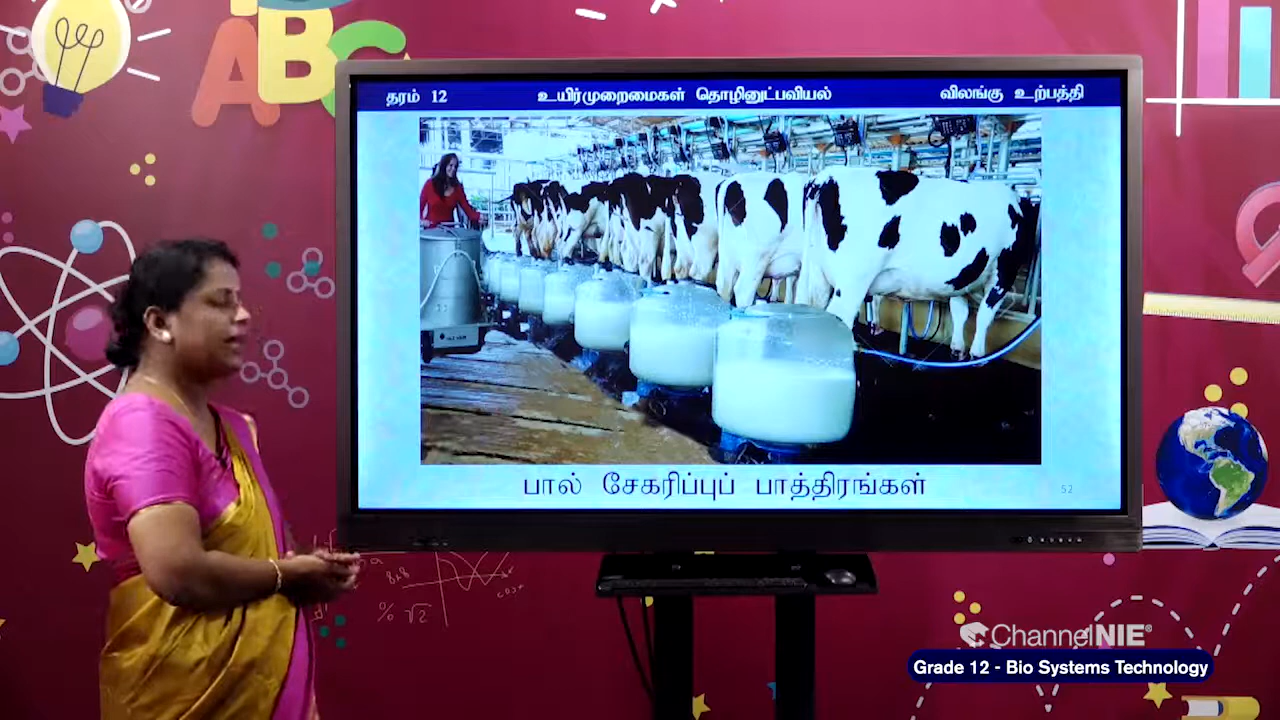 ABC
தரம் 12 உயிர்முறைமைகள் தொழினுட்பவியல் விலங்கு உற்பத்தி
பால் சேகரிப்புப் பாத்திரங்கள்
52
% √2
ChannelNIE®
Grade 12 - Bio Systems Technology